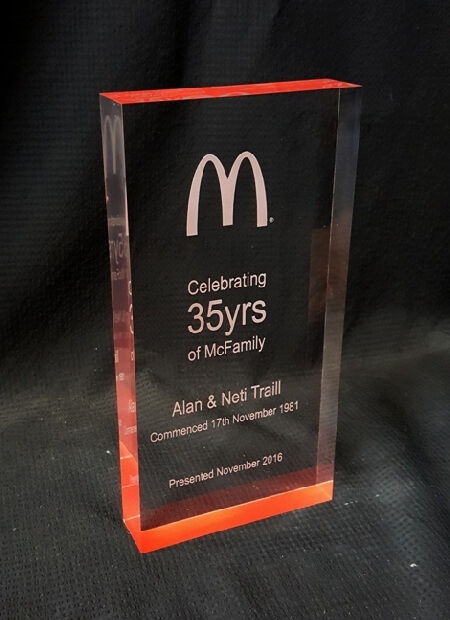 Celebrating
35yrs
of McFamily
Alan & Neti Traill
Commenced 17th November 1981
Presented November 2016